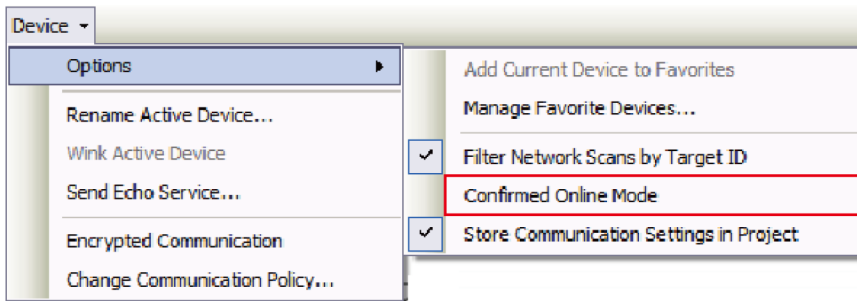 Device
Options
Rename Active Device...
Wink Active Device
Send Echo Service...
Encrypted Communication
Change Communication Policy...
Add Current Device to Favorites
Manage Favorite Devices...
Filter Network Scans by Target ID
Confirmed Online Mode
Store Communication Settings in Project